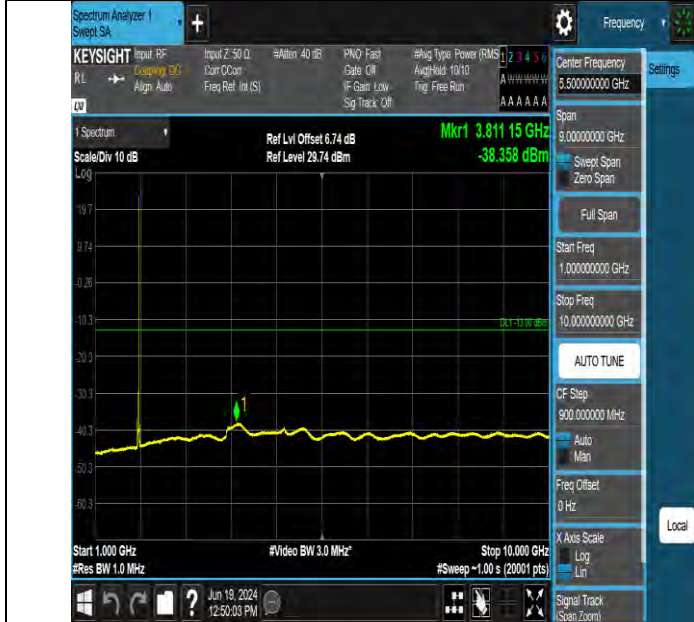 Spectrum Analyzer 1
Swept SA
Frequency
KEYSIGHT
RL
Input: RF
Coupling: DC
Align: Auto
Input Z: 50 Ω
Corr CCorr
Freq Ref: Int (S)
#Atten: 40 dB
PNO: Fast
Gate: Off
IF Gain: Low
Sig Track: Off
#Avg Type: Power (RMS
Avg|Hold: 10/10
Trig: Free Run
1 2 3 4 5 6
A W W W W W
A A A A A A
1 Spectrum
Scale/Div 10 dB
Log
Ref Lvl Offset 6.74 dB
Ref Level 29.74 dBm
Mkr1 3.811 15 GHz
-38.358 dBm
19.7
9.74
-0.26
-10.3
-20.3
-30.3
-40.3
-50.3
-60.3
DL1 -13.00 dBm
1
Start 1.000 GHz
#Res BW 1.0 MHz
#Video BW 3.0 MHz*
Stop 10.000 GHz
#Sweep ~1.00 s (20001 pts)
Jun 19, 2024
12:50:03 PM
Center Frequency
5.500000000 GHz
Settings
Span
9.00000000 GHz
Swept Span
Zero Span
Full Span
Start Freq
1.000000000 GHz
Stop Freq
10.000000000 GHz
AUTO TUNE
CF Step
900.000000 MHz
Auto
Man
Freq Offset
0 Hz
X Axis Scale
Log
Lin
Local
Signal Track
(Span Zoom)